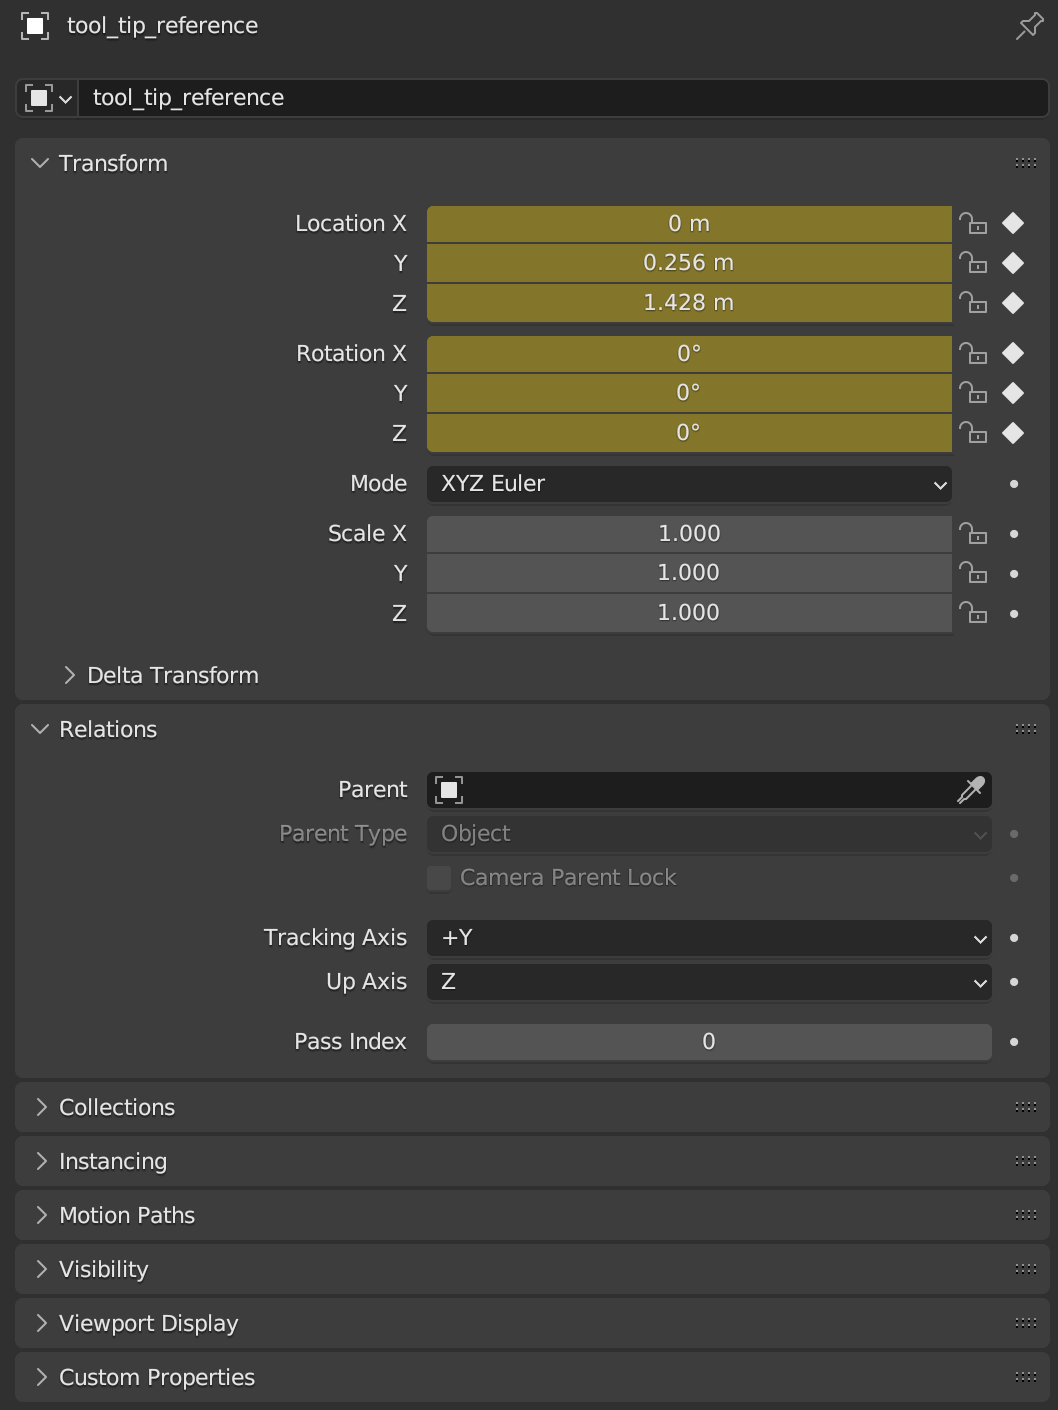 tool_tip_reference
tool_tip_reference
Transform
Location X 0 m
Y 0.256 m
Z 1.428 m
Rotation X 0°
Y 0°
Z 0°
Mode XYZ Euler
Scale X 1.000
Y 1.000
Z 1.000
Delta Transform
Relations
Parent
Parent Type Object
Camera Parent Lock
Tracking Axis +Y
Up Axis Z
Pass Index 0
Collections
Instancing
Motion Paths
Visibility
Viewport Display
Custom Properties